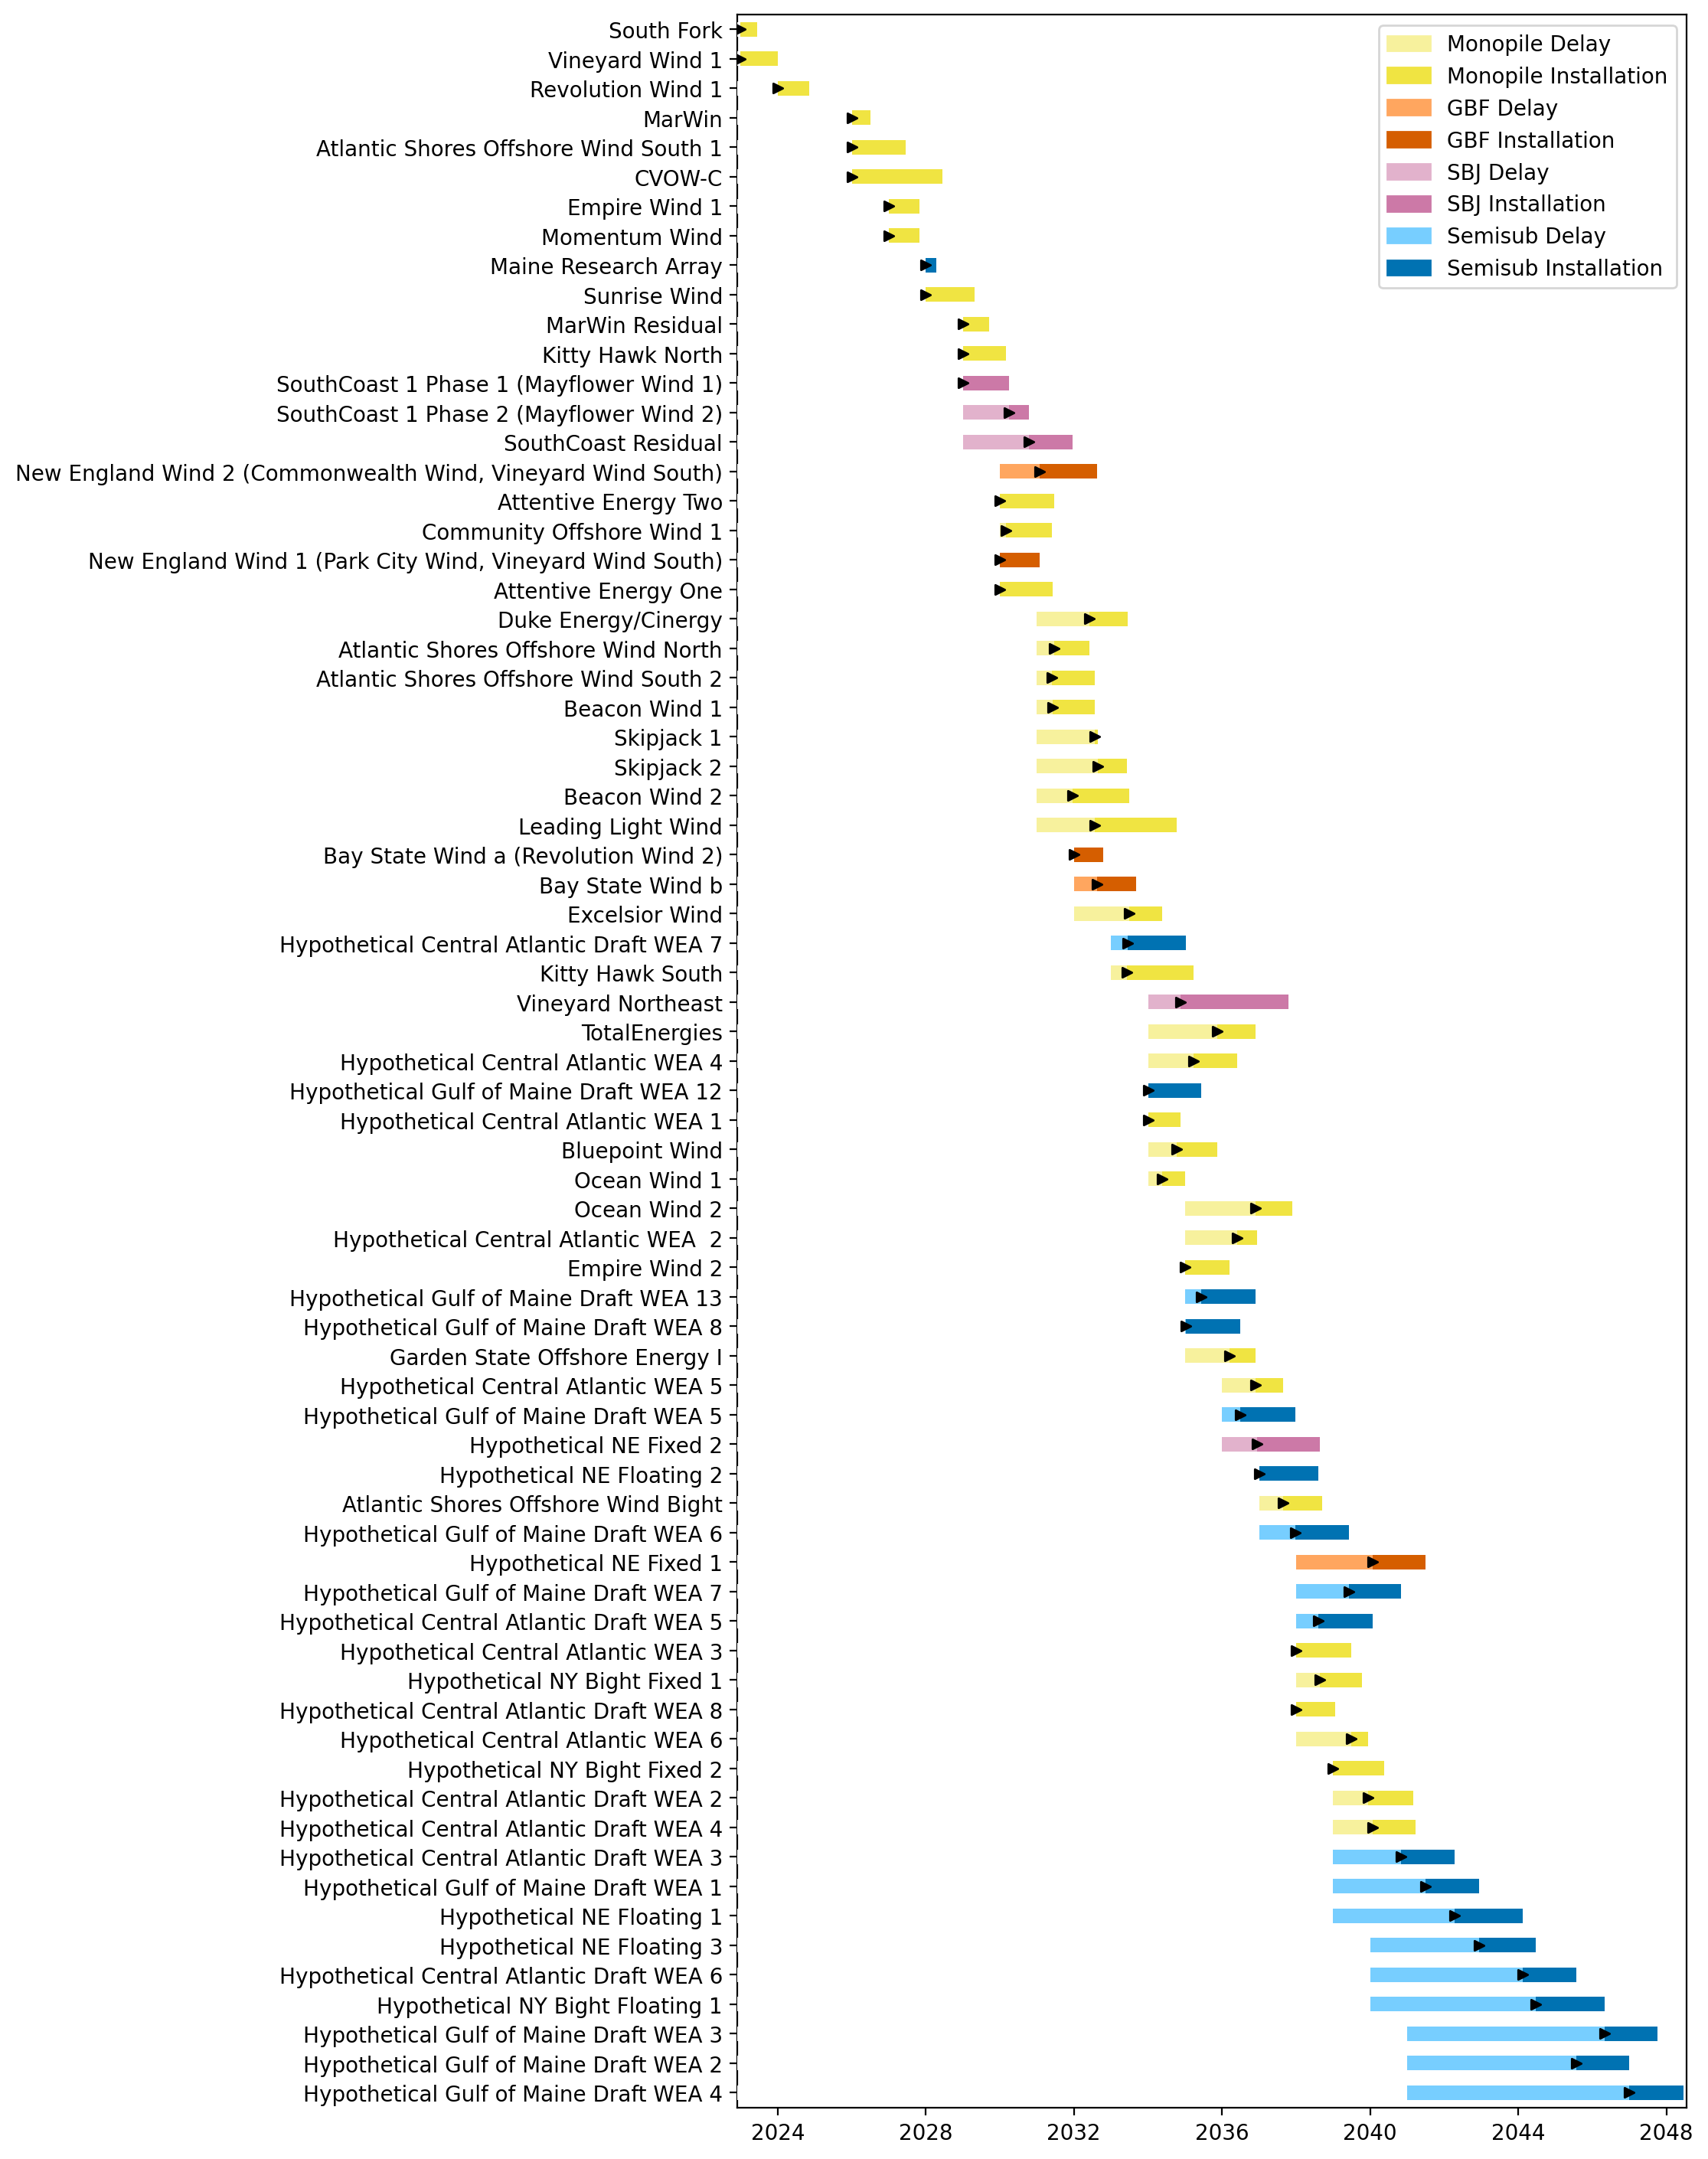 South Fork
Vineyard Wind 1
Revolution Wind 1
MarWin
Atlantic Shores Offshore Wind South 1
CVOW-C
Empire Wind 1
Momentum Wind
Maine Research Array
Sunrise Wind
MarWin Residual
Kitty Hawk North
SouthCoast 1 Phase 1 (Mayflower Wind 1)
SouthCoast 1 Phase 2 (Mayflower Wind 2)
SouthCoast Residual
New England Wind 2 (Commonwealth Wind, Vineyard Wind South)
Attentive Energy Two
Community Offshore Wind 1
New England Wind 1 (Park City Wind, Vineyard Wind South)
Attentive Energy One
Duke Energy/Cinergy
Atlantic Shores Offshore Wind North
Atlantic Shores Offshore Wind South 2
Beacon Wind 1
Skipjack 1
Skipjack 2
Beacon Wind 2
Leading Light Wind
Bay State Wind a (Revolution Wind 2)
Bay State Wind b
Excelsior Wind
Hypothetical Central Atlantic Draft WEA 7
Kitty Hawk South
Vineyard Northeast
TotalEnergies
Hypothetical Central Atlantic WEA 4
Hypothetical Gulf of Maine Draft WEA 12
Hypothetical Central Atlantic WEA 1
Bluepoint Wind
Ocean Wind 1
Ocean Wind 2
Hypothetical Central Atlantic WEA  2
Empire Wind 2
Hypothetical Gulf of Maine Draft WEA 13
Hypothetical Gulf of Maine Draft WEA 8
Garden State Offshore Energy I
Hypothetical Central Atlantic WEA 5
Hypothetical Gulf of Maine Draft WEA 5
Hypothetical NE Fixed 2
Hypothetical NE Floating 2
Atlantic Shores Offshore Wind Bight
Hypothetical Gulf of Maine Draft WEA 6
Hypothetical NE Fixed 1
Hypothetical Gulf of Maine Draft WEA 7
Hypothetical Central Atlantic Draft WEA 5
Hypothetical Central Atlantic WEA 3
Hypothetical NY Bight Fixed 1
Hypothetical Central Atlantic Draft WEA 8
Hypothetical Central Atlantic WEA 6
Hypothetical NY Bight Fixed 2
Hypothetical Central Atlantic Draft WEA 2
Hypothetical Central Atlantic Draft WEA 4
Hypothetical Central Atlantic Draft WEA 3
Hypothetical Gulf of Maine Draft WEA 1
Hypothetical NE Floating 1
Hypothetical NE Floating 3
Hypothetical Central Atlantic Draft WEA 6
Hypothetical NY Bight Floating 1
Hypothetical Gulf of Maine Draft WEA 3
Hypothetical Gulf of Maine Draft WEA 2
Hypothetical Gulf of Maine Draft WEA 4
Monopile Delay
Monopile Installation
GBF Delay
GBF Installation
SBJ Delay
SBJ Installation
Semisub Delay
Semisub Installation
2024 2028 2032 2036 2040 2044 2048